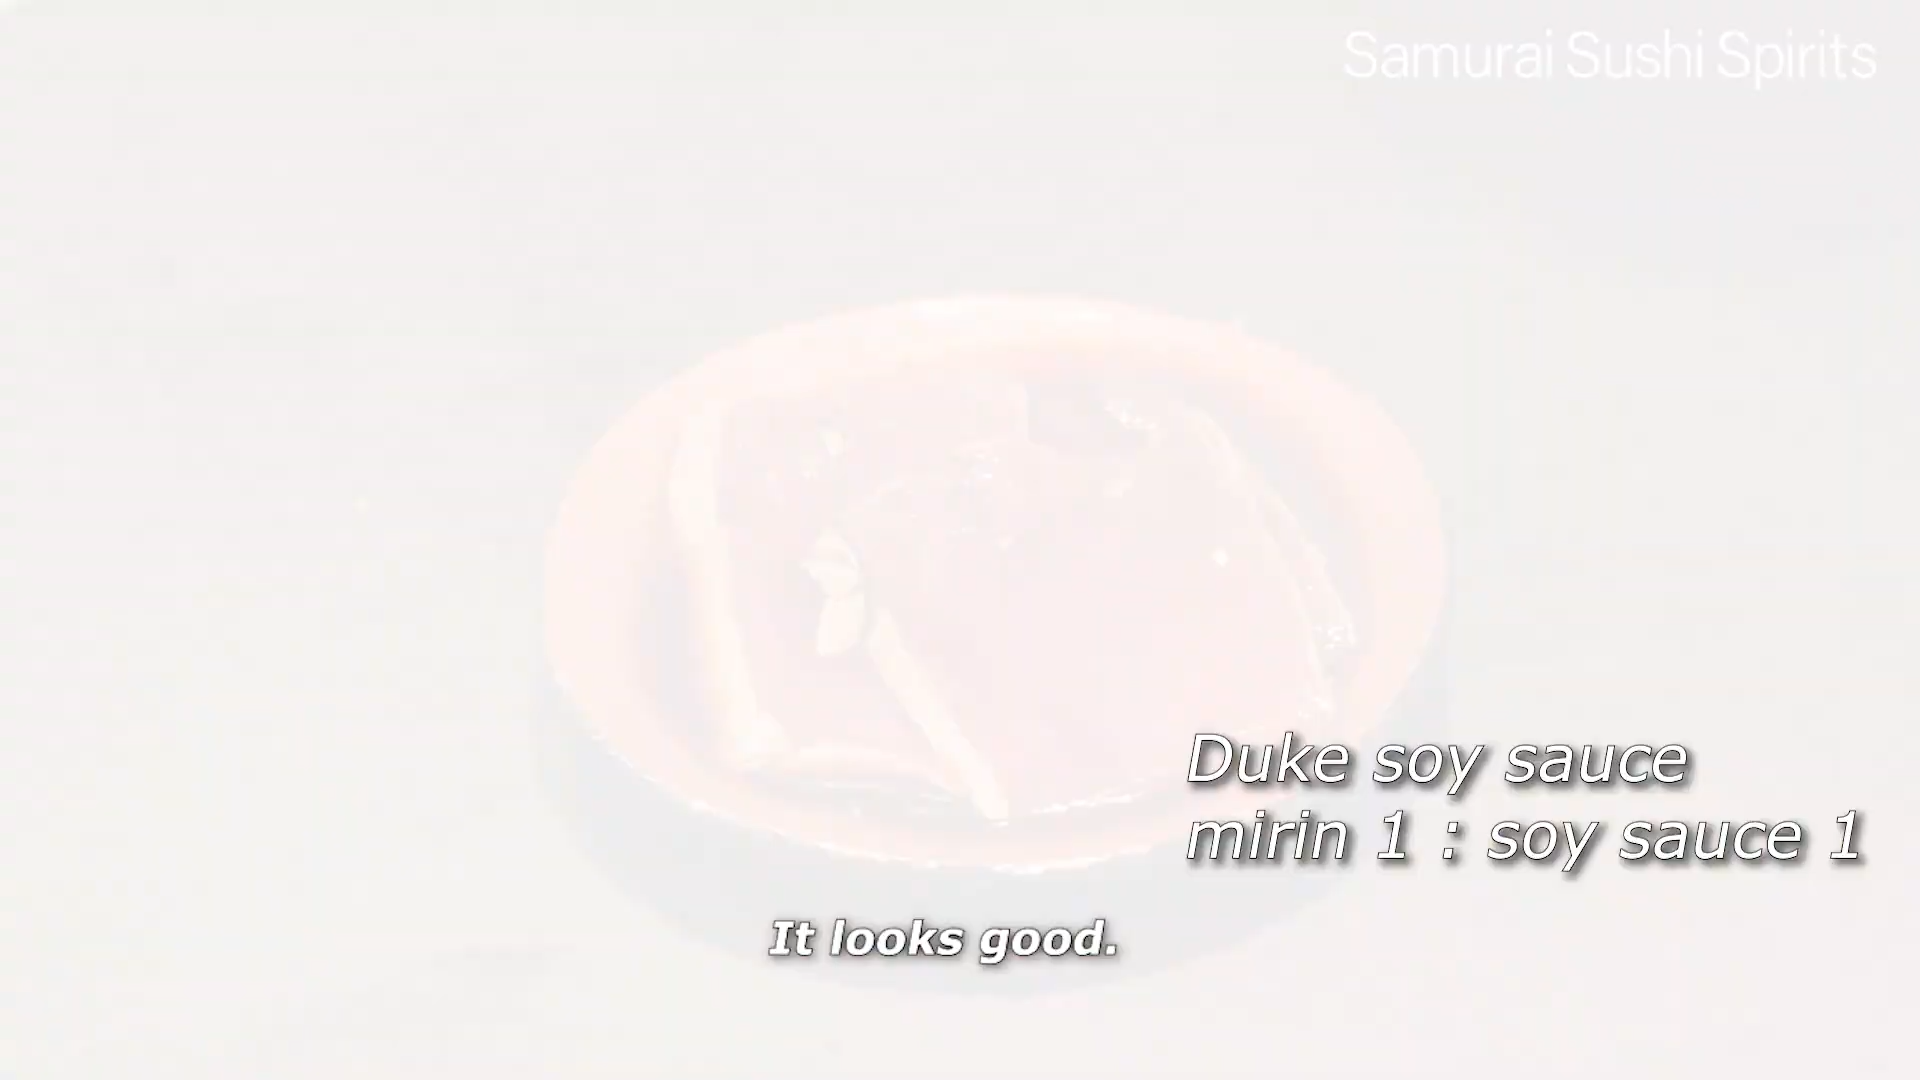 Samurai Sushi Spirits
Duke soy sauce
mirin 1 : soy sauce 1
It looks good.